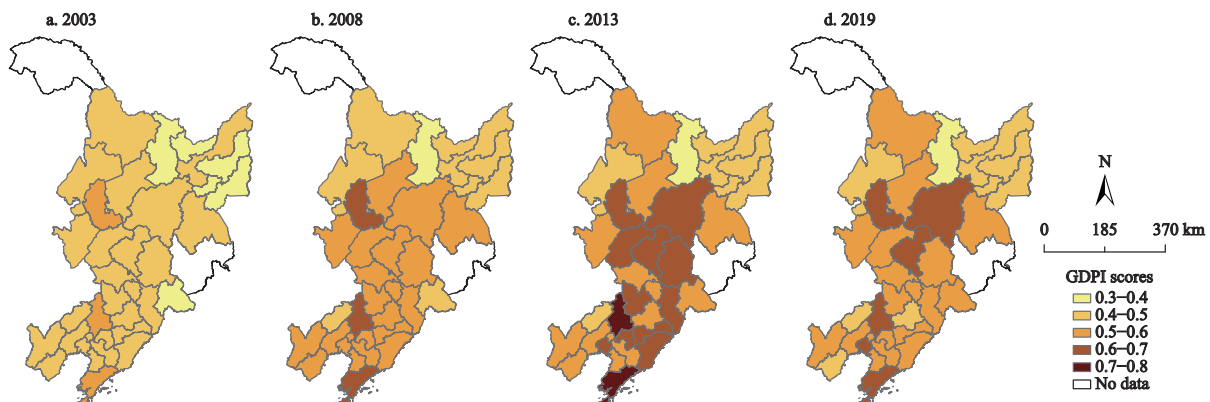 a. 2003
b. 2008
c. 2013
d. 2019
N
0 185 370 km
GDPI scores
0.3–0.4
0.4–0.5
0.5–0.6
0.6–0.7
0.7–0.8
No data